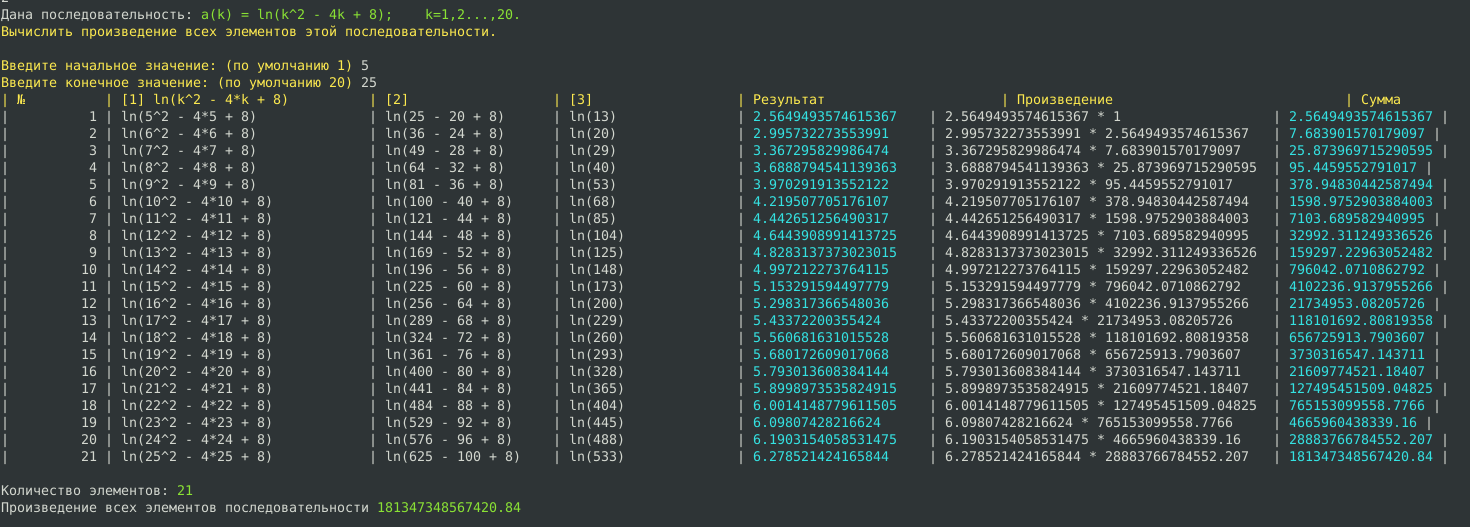 Дана последовательность: a(k) = ln(k^2 - 4k + 8);    k=1,2...,20.
Вычислить произведение всех элементов этой последовательности.
Введите начальное значение: (по умолчанию 1) 5
Введите конечное значение: (по умолчанию 20) 25
| № | [1] ln(k^2 - 4*k + 8) | [2] | [3] | Результат | Произведение | Сумма
| 1 | ln(5^2 - 4*5 + 8) | ln(25 - 20 + 8) | ln(13) | 2.5649493574615367 | 2.5649493574615367 * 1 | 2.5649493574615367 |
| 2 | ln(6^2 - 4*6 + 8) | ln(36 - 24 + 8) | ln(20) | 2.995732273553991 | 2.995732273553991 * 2.5649493574615367 | 7.683901570179097 |
| 3 | ln(7^2 - 4*7 + 8) | ln(49 - 28 + 8) | ln(29) | 3.367295829986474 | 3.367295829986474 * 7.683901570179097 | 25.873969715290595 |
| 4 | ln(8^2 - 4*8 + 8) | ln(64 - 32 + 8) | ln(40) | 3.6888794541139363 | 3.6888794541139363 * 25.873969715290595 | 95.4459552791017 |
| 5 | ln(9^2 - 4*9 + 8) | ln(81 - 36 + 8) | ln(53) | 3.970291913552122 | 3.970291913552122 * 95.4459552791017 | 378.94830442587494 |
| 6 | ln(10^2 - 4*10 + 8) | ln(100 - 40 + 8) | ln(68) | 4.219507705176107 | 4.219507705176107 * 378.94830442587494 | 1598.9752903884003 |
| 7 | ln(11^2 - 4*11 + 8) | ln(121 - 44 + 8) | ln(85) | 4.442651256490317 | 4.442651256490317 * 1598.9752903884003 | 7103.689582940995 |
| 8 | ln(12^2 - 4*12 + 8) | ln(144 - 48 + 8) | ln(104) | 4.6443908991413725 | 4.6443908991413725 * 7103.689582940995 | 32992.311249336526 |
| 9 | ln(13^2 - 4*13 + 8) | ln(169 - 52 + 8) | ln(125) | 4.8283137373023015 | 4.8283137373023015 * 32992.311249336526 | 159297.22963052482 |
| 10 | ln(14^2 - 4*14 + 8) | ln(196 - 56 + 8) | ln(148) | 4.997212273764115 | 4.997212273764115 * 159297.22963052482 | 796042.0710862792 |
| 11 | ln(15^2 - 4*15 + 8) | ln(225 - 60 + 8) | ln(173) | 5.153291594497779 | 5.153291594497779 * 796042.0710862792 | 4102236.9137955266 |
| 12 | ln(16^2 - 4*16 + 8) | ln(256 - 64 + 8) | ln(200) | 5.298317366548036 | 5.298317366548036 * 4102236.9137955266 | 21734953.08205726 |
| 13 | ln(17^2 - 4*17 + 8) | ln(289 - 68 + 8) | ln(229) | 5.43372200355424 | 5.43372200355424 * 21734953.08205726 | 118101692.80819358 |
| 14 | ln(18^2 - 4*18 + 8) | ln(324 - 72 + 8) | ln(260) | 5.560681631015528 | 5.560681631015528 * 118101692.80819358 | 656725913.7903607 |
| 15 | ln(19^2 - 4*19 + 8) | ln(361 - 76 + 8) | ln(293) | 5.680172609017068 | 5.680172609017068 * 656725913.7903607 | 3730316547.143711 |
| 16 | ln(20^2 - 4*20 + 8) | ln(400 - 80 + 8) | ln(328) | 5.793013608384144 | 5.793013608384144 * 3730316547.143711 | 21609774521.18407 |
| 17 | ln(21^2 - 4*21 + 8) | ln(441 - 84 + 8) | ln(365) | 5.8998973535824915 | 5.8998973535824915 * 21609774521.18407 | 127495451509.04825 |
| 18 | ln(22^2 - 4*22 + 8) | ln(484 - 88 + 8) | ln(404) | 6.0014148779611505 | 6.0014148779611505 * 127495451509.04825 | 765153099558.7766 |
| 19 | ln(23^2 - 4*23 + 8) | ln(529 - 92 + 8) | ln(445) | 6.09807428216624 | 6.09807428216624 * 765153099558.7766 | 4665960438339.16 |
| 20 | ln(24^2 - 4*24 + 8) | ln(576 - 96 + 8) | ln(488) | 6.1903154058531475 | 6.1903154058531475 * 4665960438339.16 | 28883766784552.207 |
| 21 | ln(25^2 - 4*25 + 8) | ln(625 - 100 + 8) | ln(533) | 6.278521424165844 | 6.278521424165844 * 28883766784552.207 | 181347348567420.84 |
Количество элементов: 21
Произведение всех элементов последовательности 181347348567420.84